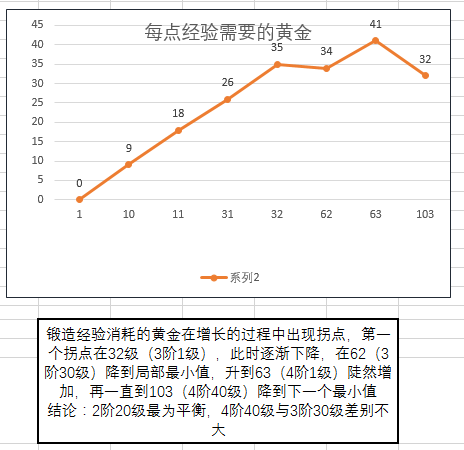 每点经验需要的黄金
45
40
35
30
25
20
15
10
5
0
0
9
18
26
35
34
41
32
1 10 11 31 32 62 63 103
系列2
锻造经验消耗的黄金在增长的过程中出现拐点，第一
个拐点在32级（3阶1级），此时逐渐下降，在62（3
阶30级）降到局部最小值，升到63（4阶1级）陡然增
加，再一直到103（4阶40级）降到下一个最小值
结论：2阶20级最为平衡，4阶40级与3阶30级差别不
大